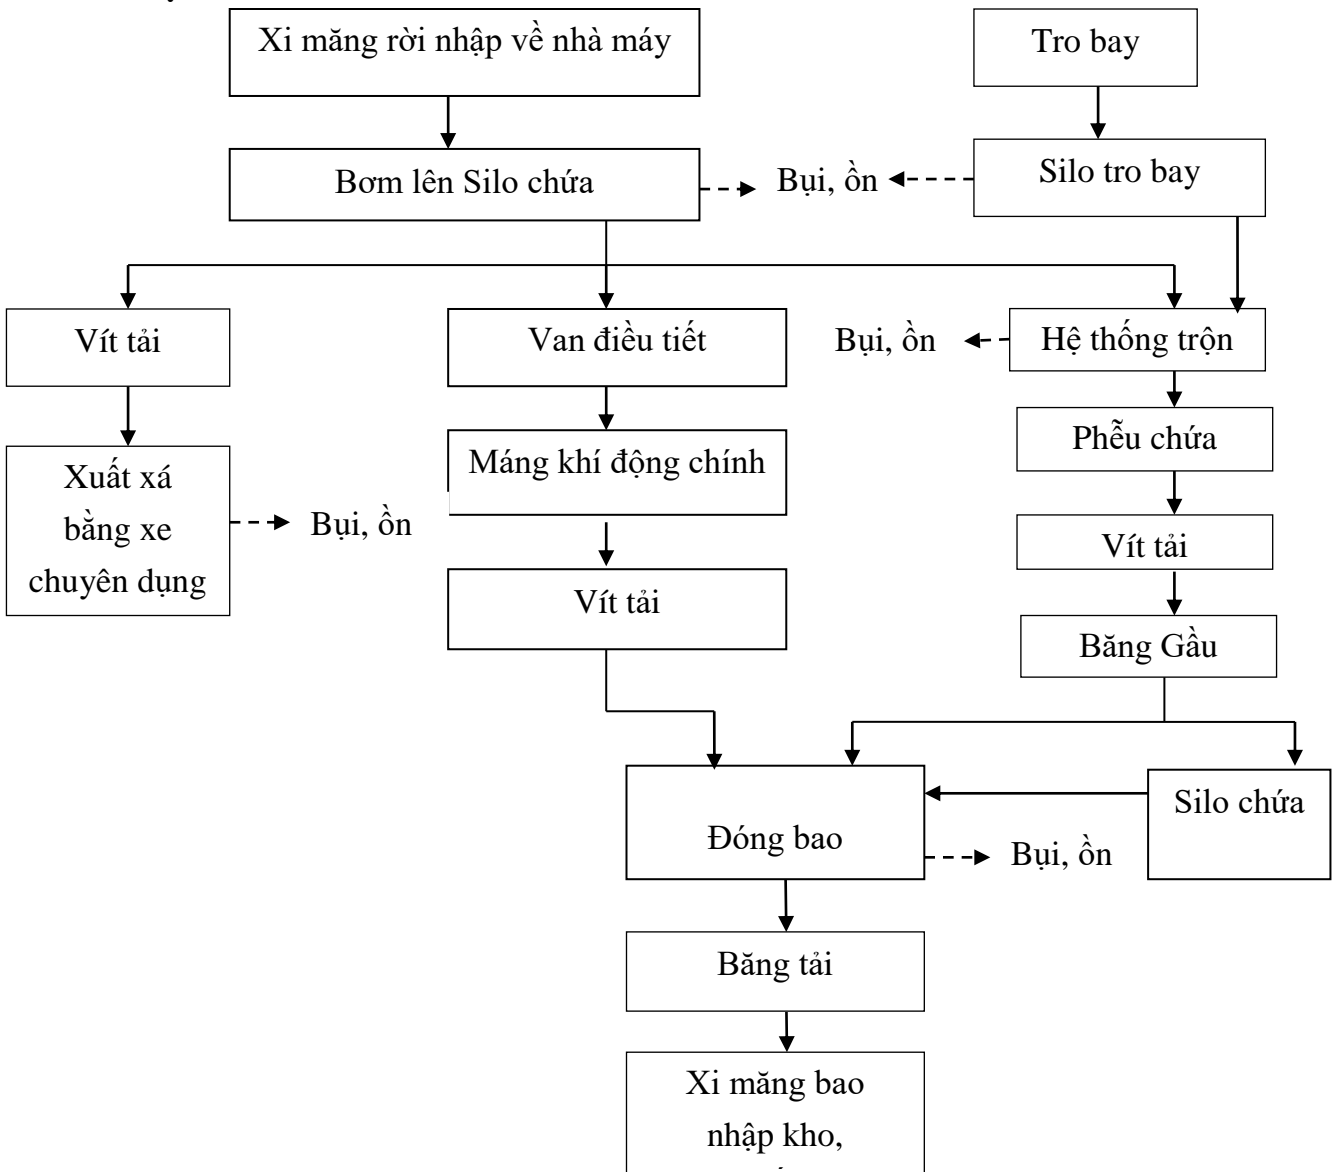 Xi măng rời nhập về nhà máy
Tro bay
Bơm lên Silo chứa
Bụi, ồn
Silo tro bay
Vít tải
Van điều tiết
Bụi, ồn
Hệ thống trộn
Máng khí động chính
Phễu chứa
Xuất xá
bằng xe
chuyên dụng
Bụi, ồn
Vít tải
Vít tải
Băng Gầu
Đóng bao
Silo chứa
Bụi, ồn
Băng tải
Xi măng bao
nhập kho,